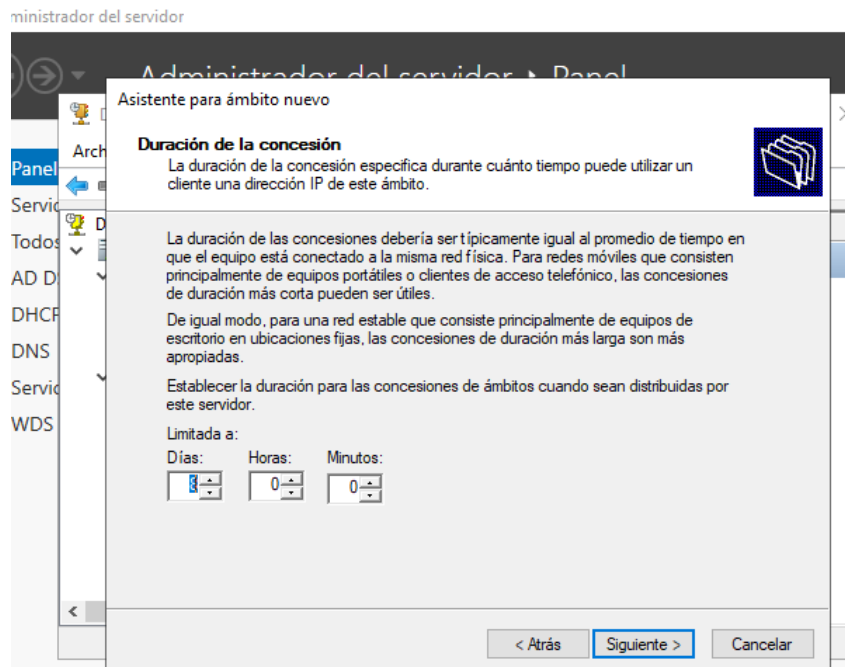 ministrador del servidor
Administrador del servidor • Panel
Asistente para ámbito nuevo
Arch
Duración de la concesión
La duración de la concesión especifica durante cuánto tiempo puede utilizar un
cliente una dirección IP de este ámbito.
Panel
Servic
D
Todos
AD D
DHCP
DNS
Servic
WDS
La duración de las concesiones debería ser típicamente igual al promedio de tiempo en
que el equipo está conectado a la misma red física. Para redes móviles que consisten
principalmente de equipos portátiles o clientes de acceso telefónico, las concesiones
de duración más corta pueden ser útiles.
De igual modo, para una red estable que consiste principalmente de equipos de
escritorio en ubicaciones fijas, las concesiones de duración más larga son más
apropiadas.
Establecer la duración para las concesiones de ámbitos cuando sean distribuidas por
este servidor.
Limitada a:
Días: Horas: Minutos:
8 0 0
< Atrás Siguiente > Cancelar